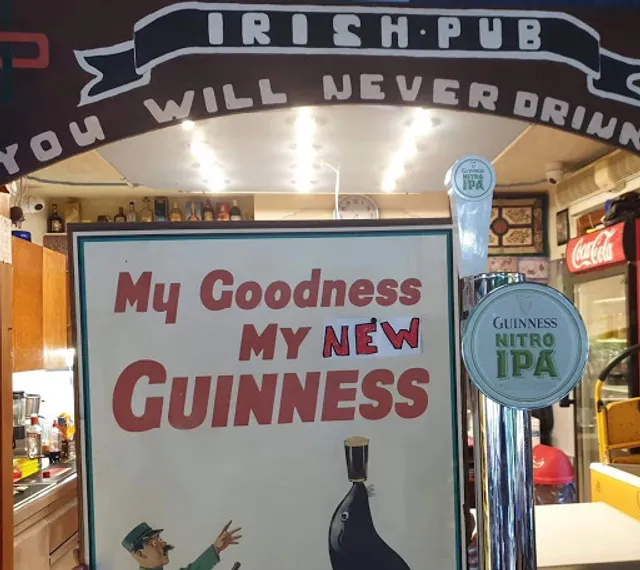 IRISH·PUB
YOU WILL NEVER DRINK
My Goodness
MY NEW
GUINNESS
GUINNESS
NITRO
IPA
GUINNESS
NITRO
IPA
Coca-Cola